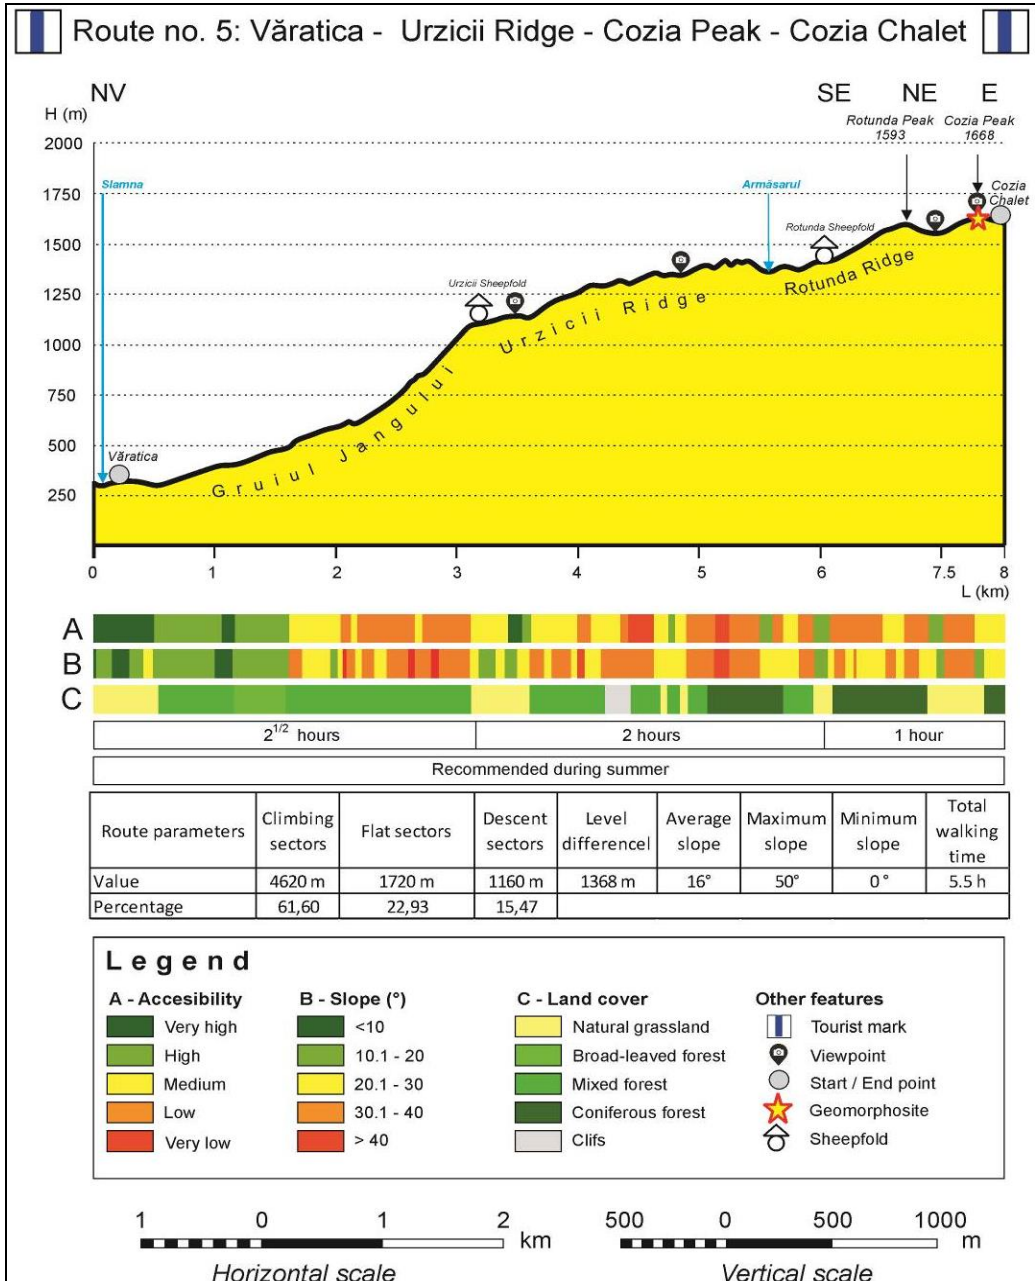 Route no. 5: Văratica - Urzicii Ridge - Cozia Peak - Cozia Chalet
NV SE NE E
H (m)
Rotunda Peak
1593
Cozia Peak
1668
2000
1750
1500
1250
1000
750
500
250
Slamna
Văratica
Gruiul Jangului
Urzicii Sheepfold
Urzicii Ridge
Armăsarul
Rotunda Sheepfold
Rotunda Ridge
Cozia
Chalet
0 1 2 3 4 5 6 7.5 8
L (km)
A
B
C
2 1/2 hours 2 hours 1 hour
Recommended during summer
Route parameters Climbing sectors Flat sectors Descent sectors Level differencel Average slope Maximum slope Minimum slope Total walking time
Value 4620 m 1720 m 1160 m 1368 m 16° 50° 0 ° 5.5 h
Percentage 61,60 22,93 15,47
Legend
A - Accesibility
Very high
High
Medium
Low
Very low
B - Slope (°)
<10
10.1 - 20
20.1 - 30
30.1 - 40
> 40
C - Land cover
Natural grassland
Broad-leaved forest
Mixed forest
Coniferous forest
Clifs
Other features
Tourist mark
Viewpoint
Start / End point
Geomorphosite
Sheepfold
1 0 1 2 km
Horizontal scale
500 0 500 1000 m
Vertical scale